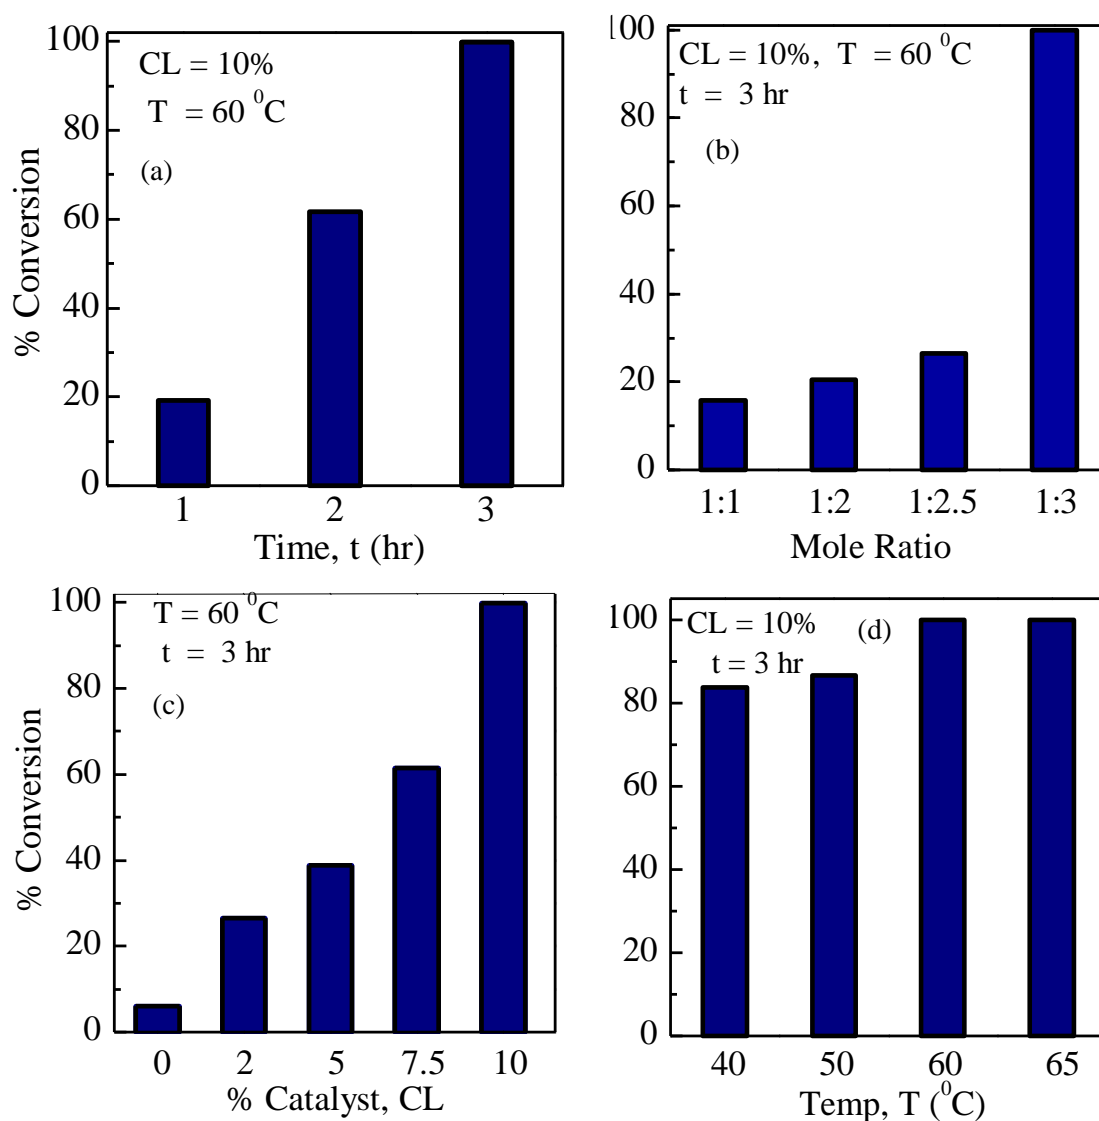 100
80
60
40
20
0
% Conversion
CL = 10%
T = 60 ⁰C
(a)
1 2 3
Time, t (hr)
100
80
60
40
20
0
CL = 10%, T = 60 ⁰C
t = 3 hr
(b)
1:1 1:2 1:2.5 1:3
Mole Ratio
100
80
60
40
20
0
% Conversion
T = 60 ⁰C
t = 3 hr
(c)
0 2 5 7.5 10
% Catalyst, CL
100
80
60
40
20
0
CL = 10% (d)
t = 3 hr
40 50 60 65
Temp, T (⁰C)